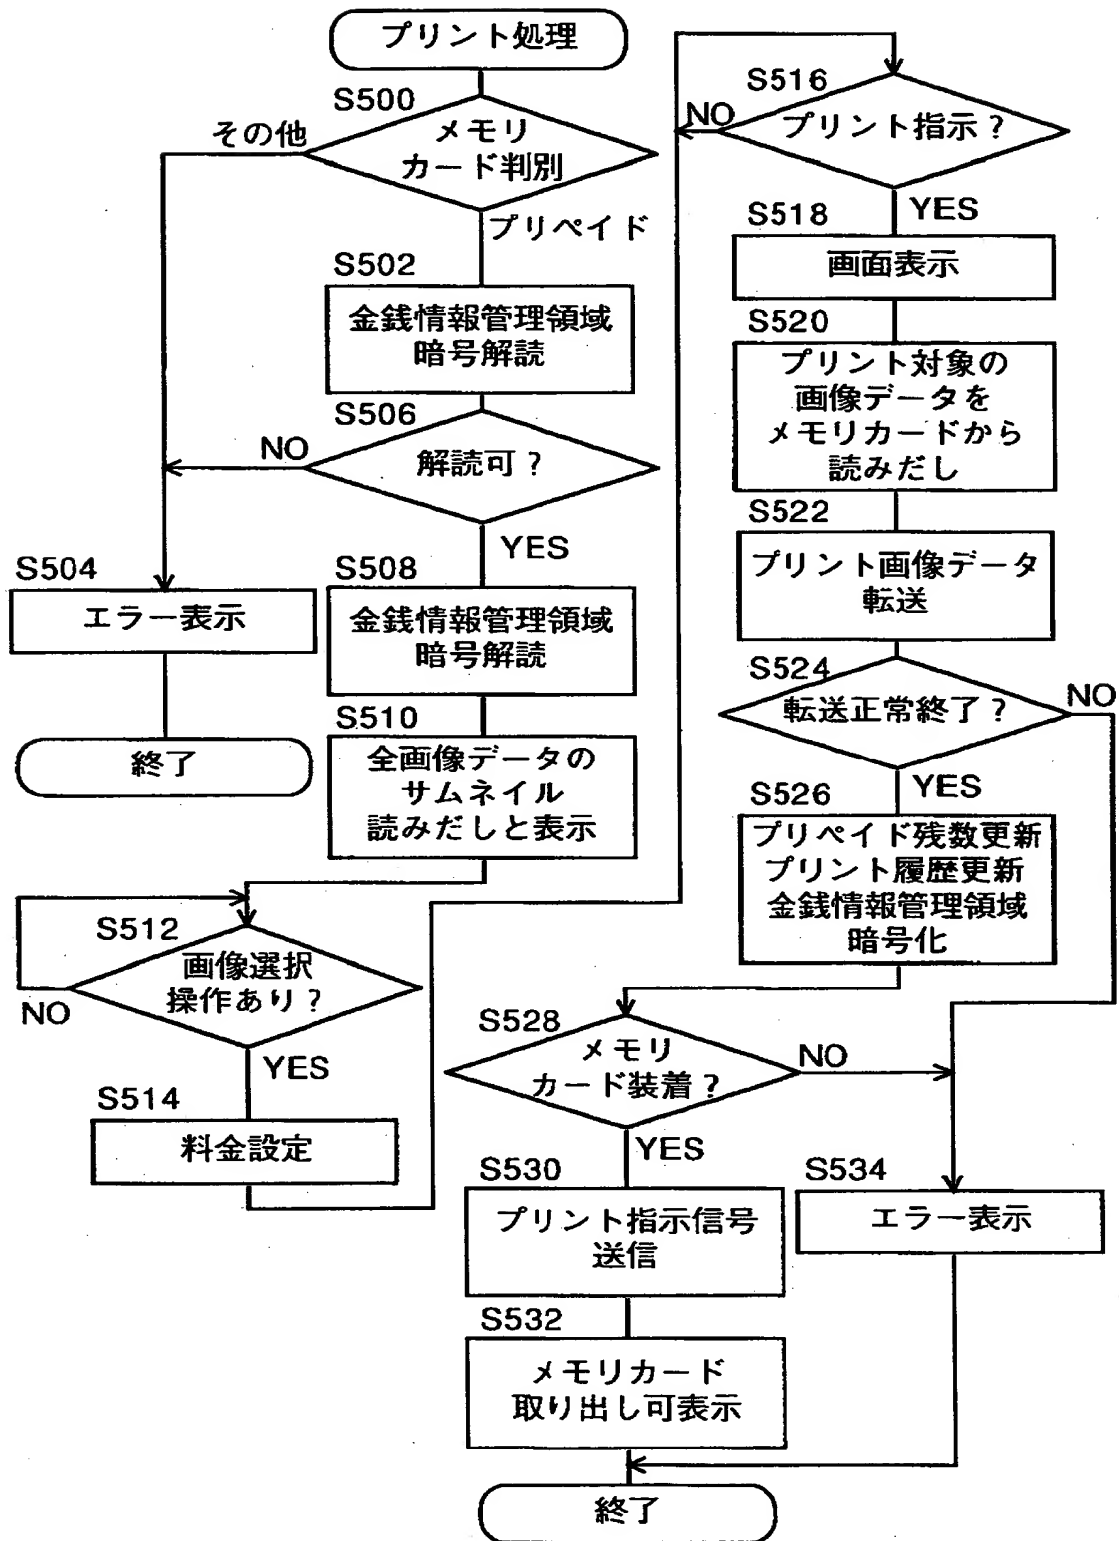 プリント処理
S500
その他
メモリ
カード判別
プリペイド
S502
金銭情報管理領域
暗号解読
S506
NO
解読可?
YES
S504
エラー表示
終了
S508
金銭情報管理領域
暗号解読
S510
全画像データの
サムネイル
読みだしと表示
S512
画像選択
操作あり?
NO
YES
S514
料金設定
S516
NO
プリント指示?
YES
S518
画面表示
S520
プリント対象の
画像データを
メモリカードから
読みだし
S522
プリント画像データ
転送
S524
転送正常終了?
NO
YES
S526
プリペイド残数更新
プリント履歴更新
金銭情報管理領域
暗号化
S528
メモリ
カード装着?
NO
YES
S530
プリント指示信号
送信
S534
エラー表示
S532
メモリカード
取り出し可表示
終了